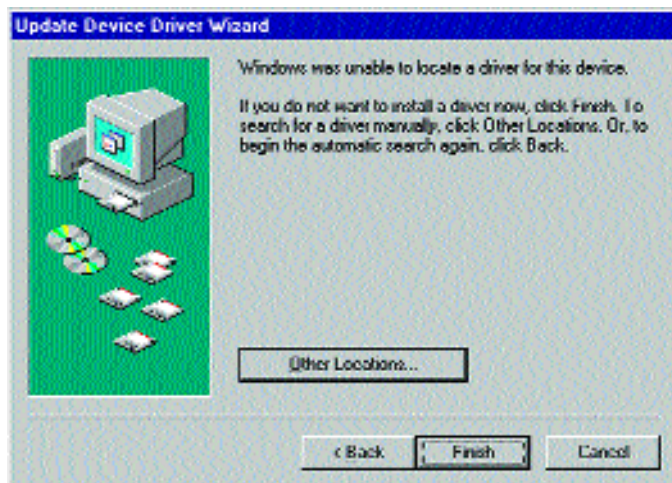 Update Device Driver Wizard
Windows was unable to locate a driver for this device.
If you do not want to install a driver now, click Finish. To
search for a driver manually, click Other Locations. Or, to
begin the automatic search again, click Back.
Other Locations...
< Back
Finish
Cancel